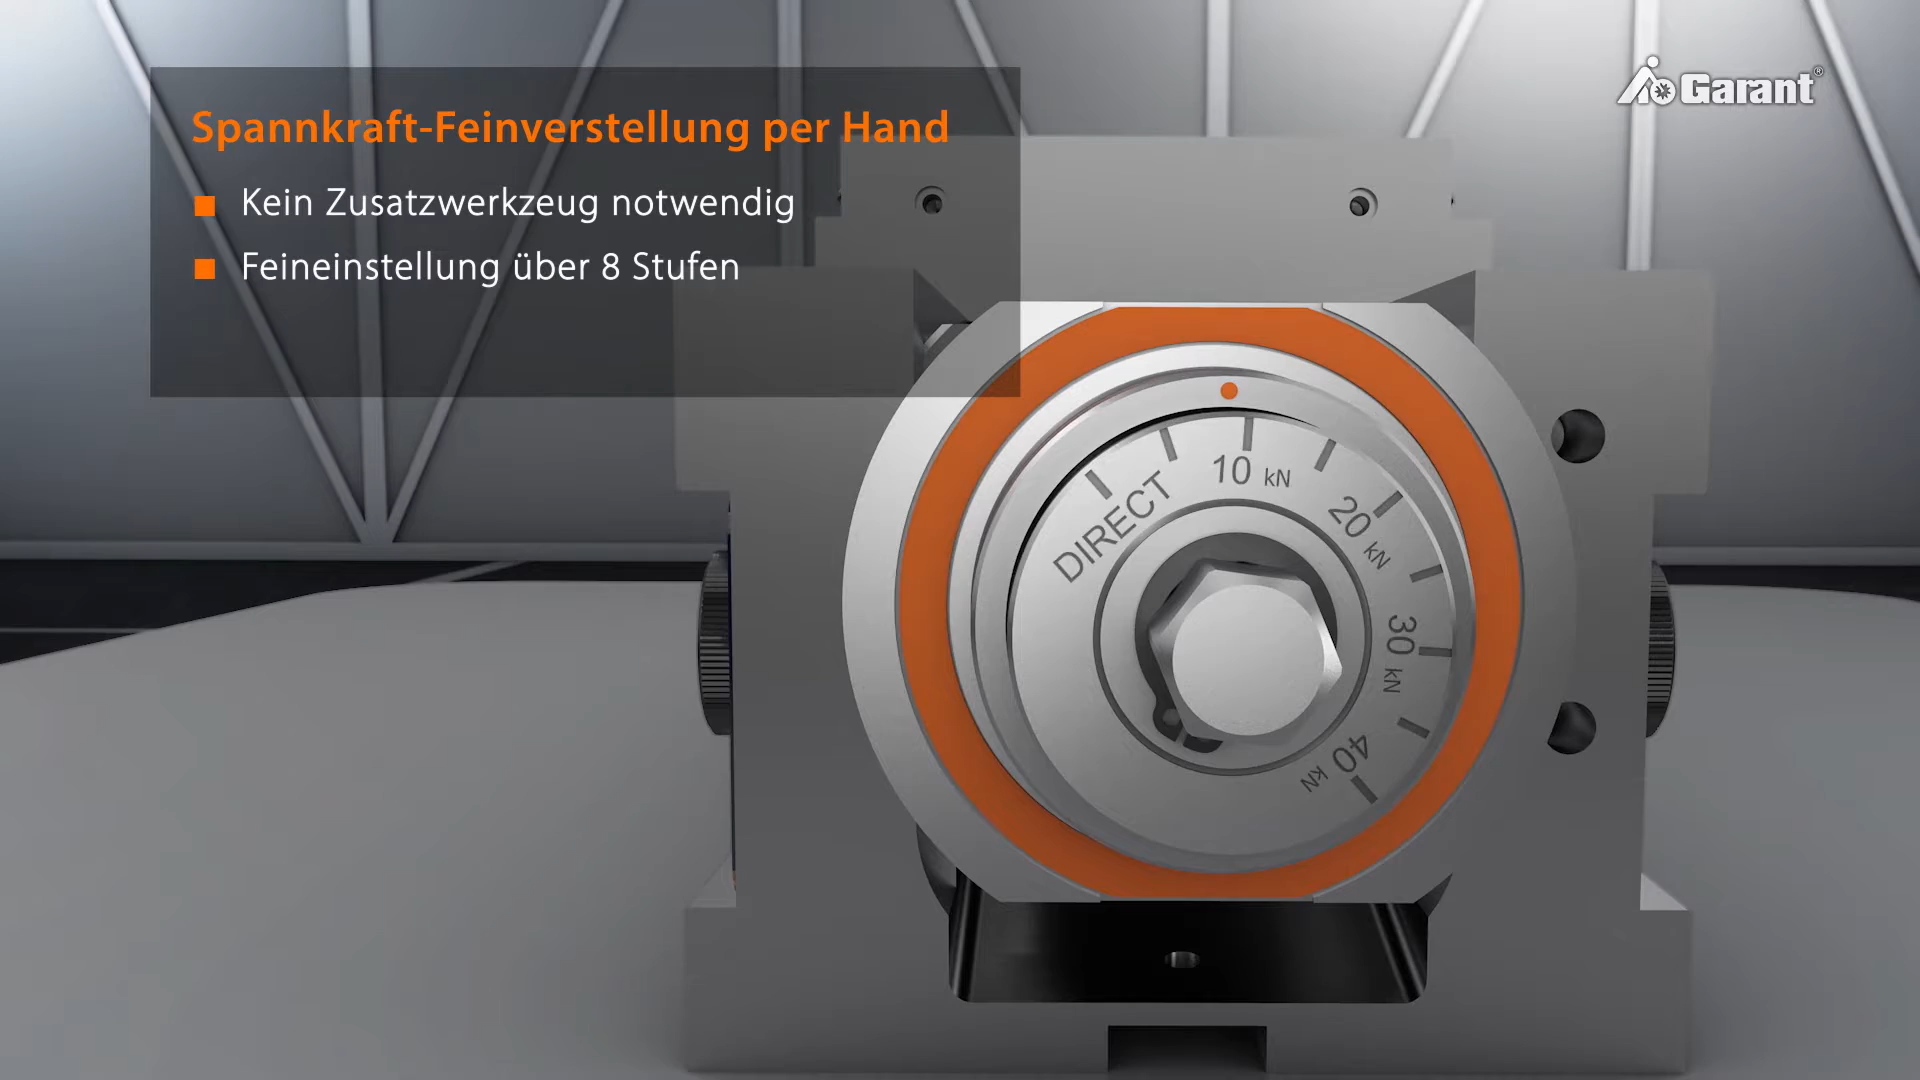 Garant®
Spannkraft-Feinverstellung per Hand
Kein Zusatzwerkzeug notwendig
Feineinstellung über 8 Stufen
DIRECT
10 kN
20 kN
30 kN
40 kN